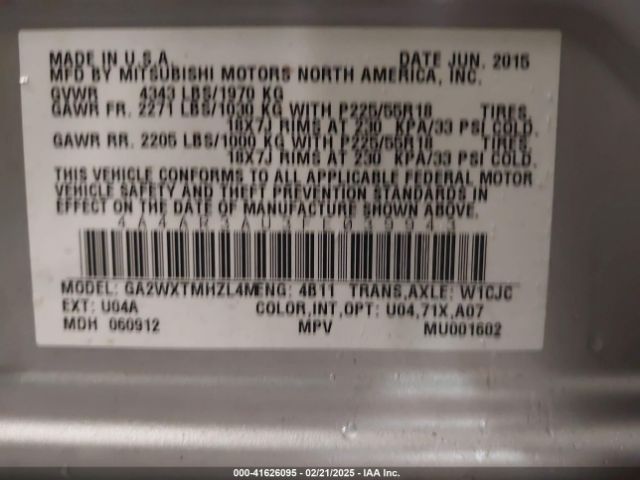 MADE IN U.S.A. DATE JUN. 2015
MFD BY MITSUBISHI MOTORS NORTH AMERICA, INC.
GVWR 4343 LBS/1970 KG
GAWR FR. 2271 LBS/1030 KG WITH P225/55R18 TIRES,
18X7J RIMS AT 230 KPA/33 PSI COLD.
GAWR RR. 2205 LBS/1000 KG WITH P225/55R18 TIRES,
18X7J RIMS AT 230 KPA/33 PSI COLD.
THIS VEHICLE CONFORMS TO ALL APPLICABLE FEDERAL MOTOR
VEHICLE SAFETY AND THEFT PREVENTION STANDARDS IN
EFFECT ON THE DATE OF MANUFACTURE SHOWN ABOVE.
MODEL: GA2WXTMHZL4M ENG: 4B11 TRANS,AXLE: W1CJC
EXT: U04A COLOR,INT,OPT: U04,71X,A07
MDH 060912 MPV MU001602
000-41626095 - 02/21/2025 - IAA Inc.